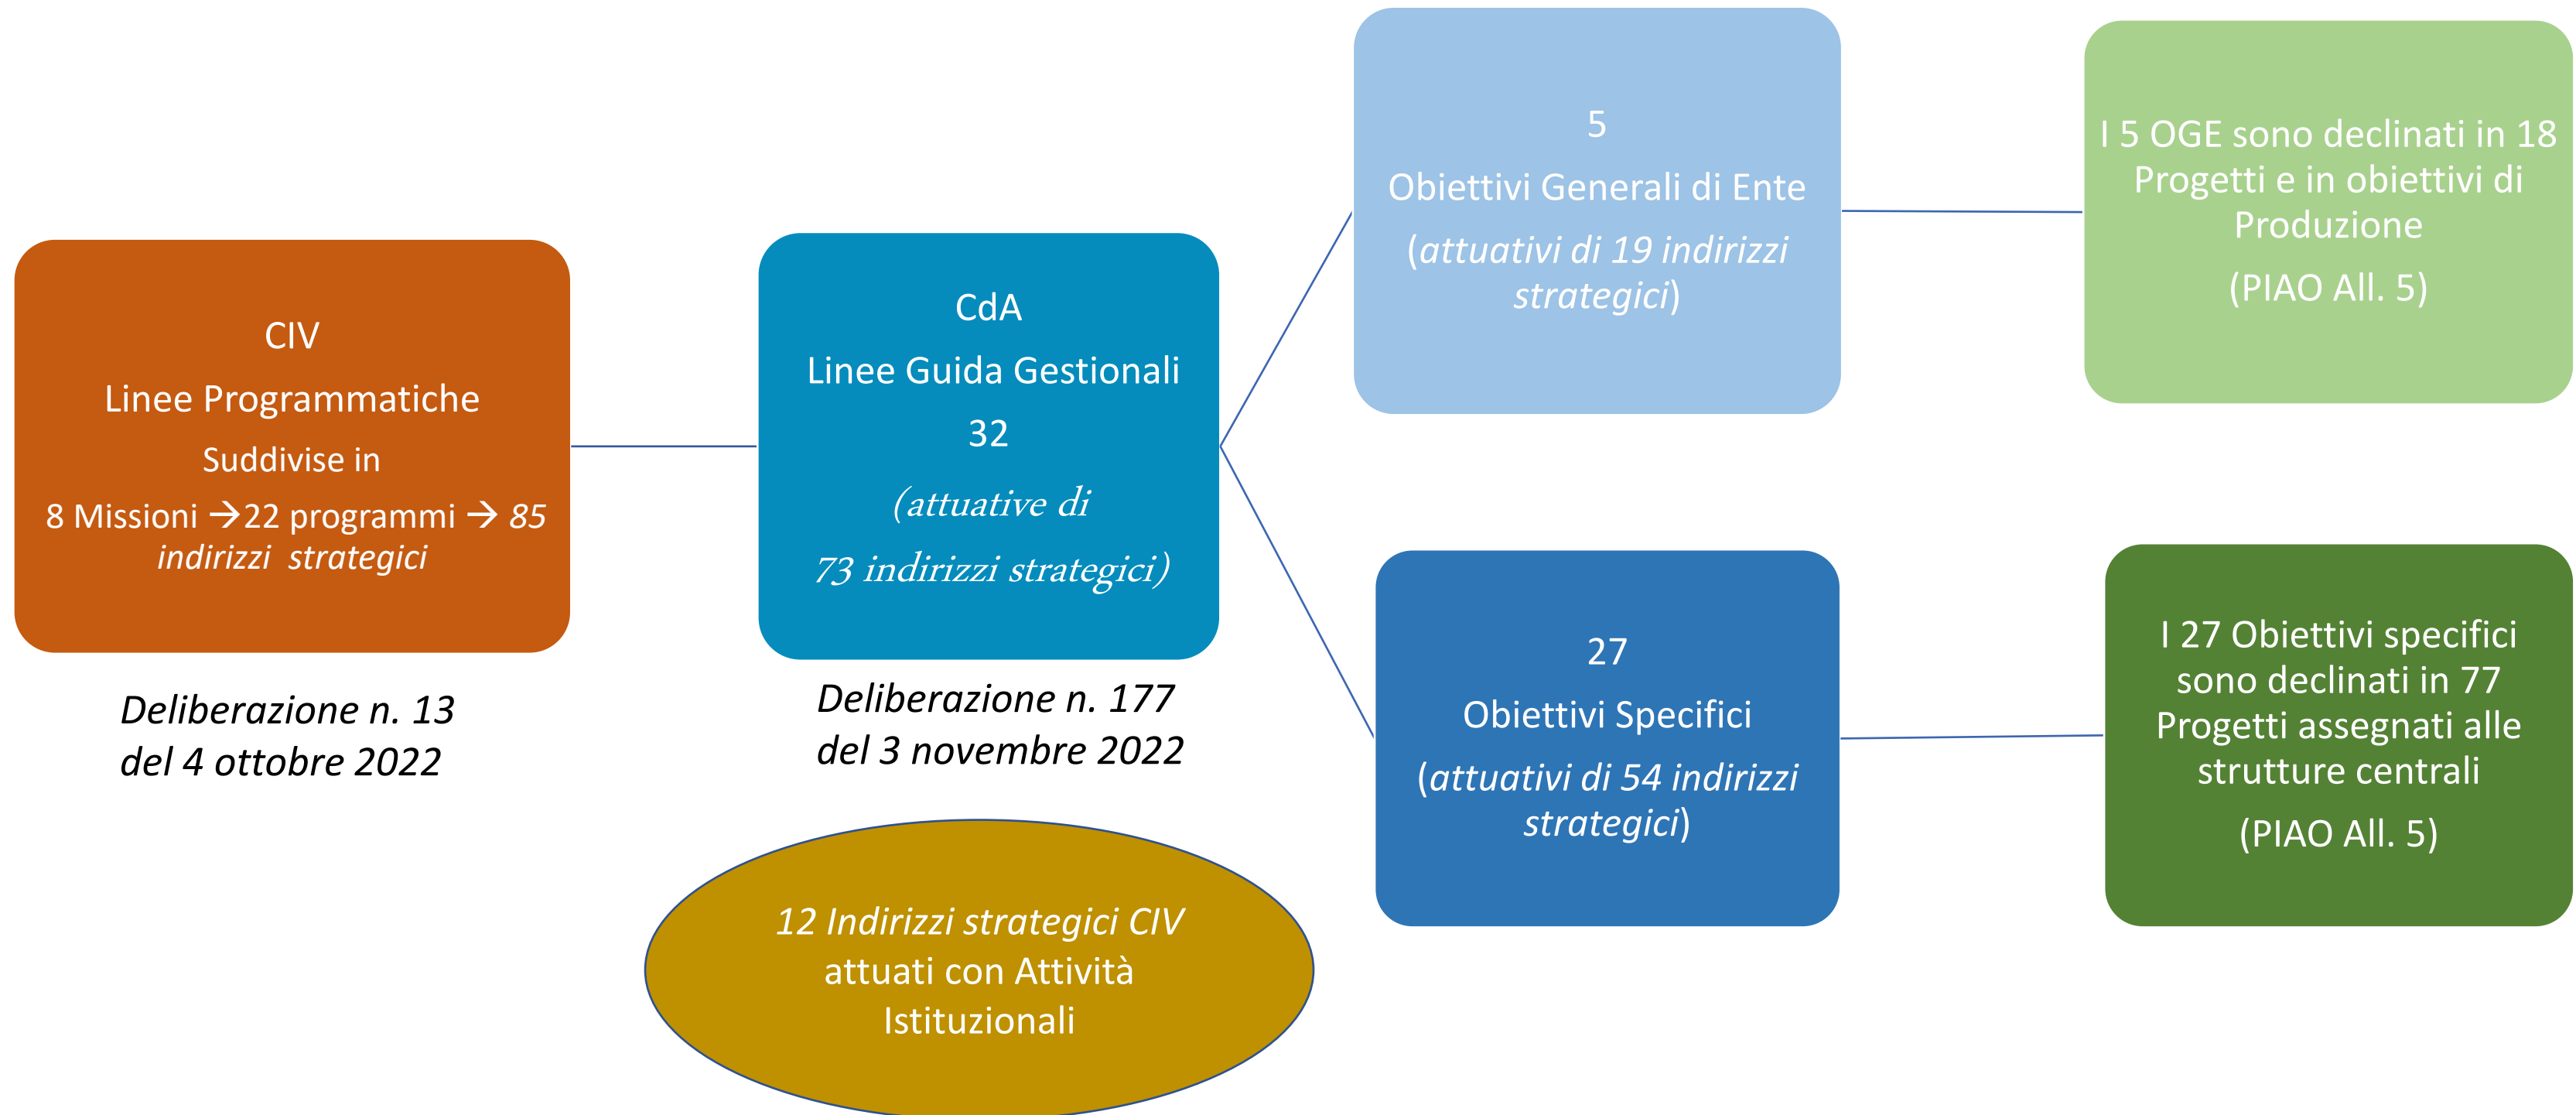 CIV
Linee Programmatiche
Suddivise in
8 Missioni →22 programmi → 85
indirizzi strategici
Deliberazione n. 13
del 4 ottobre 2022
CdA
Linee Guida Gestionali
32
(attuative di
73 indirizzi strategici)
Deliberazione n. 177
del 3 novembre 2022
12 Indirizzi strategici CIV
attuati con Attività
Istituzionali
5
Obiettivi Generali di Ente
(attuativi di 19 indirizzi
strategici)
I 5 OGE sono declinati in 18
Progetti e in obiettivi di
Produzione
(PIAO All. 5)
27
Obiettivi Specifici
(attuativi di 54 indirizzi
strategici)
I 27 Obiettivi specifici
sono declinati in 77
Progetti assegnati alle
strutture centrali
(PIAO All. 5)